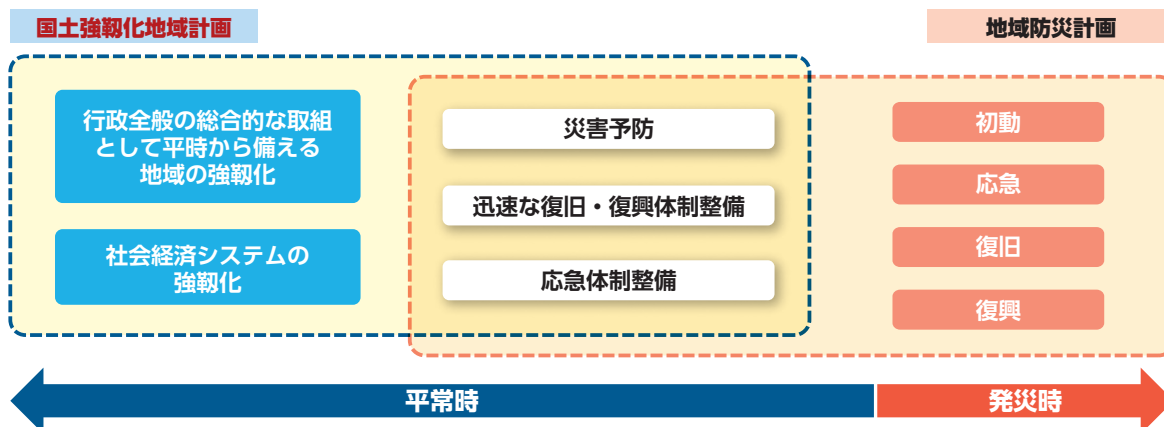 国土強靱化地域計画
地域防災計画
行政全般の総合的な取組
として平時から備える
地域の強靱化
社会経済システムの
強靱化
災害予防
迅速な復旧・復興体制整備
応急体制整備
初動
応急
復旧
復興
平常時
発災時